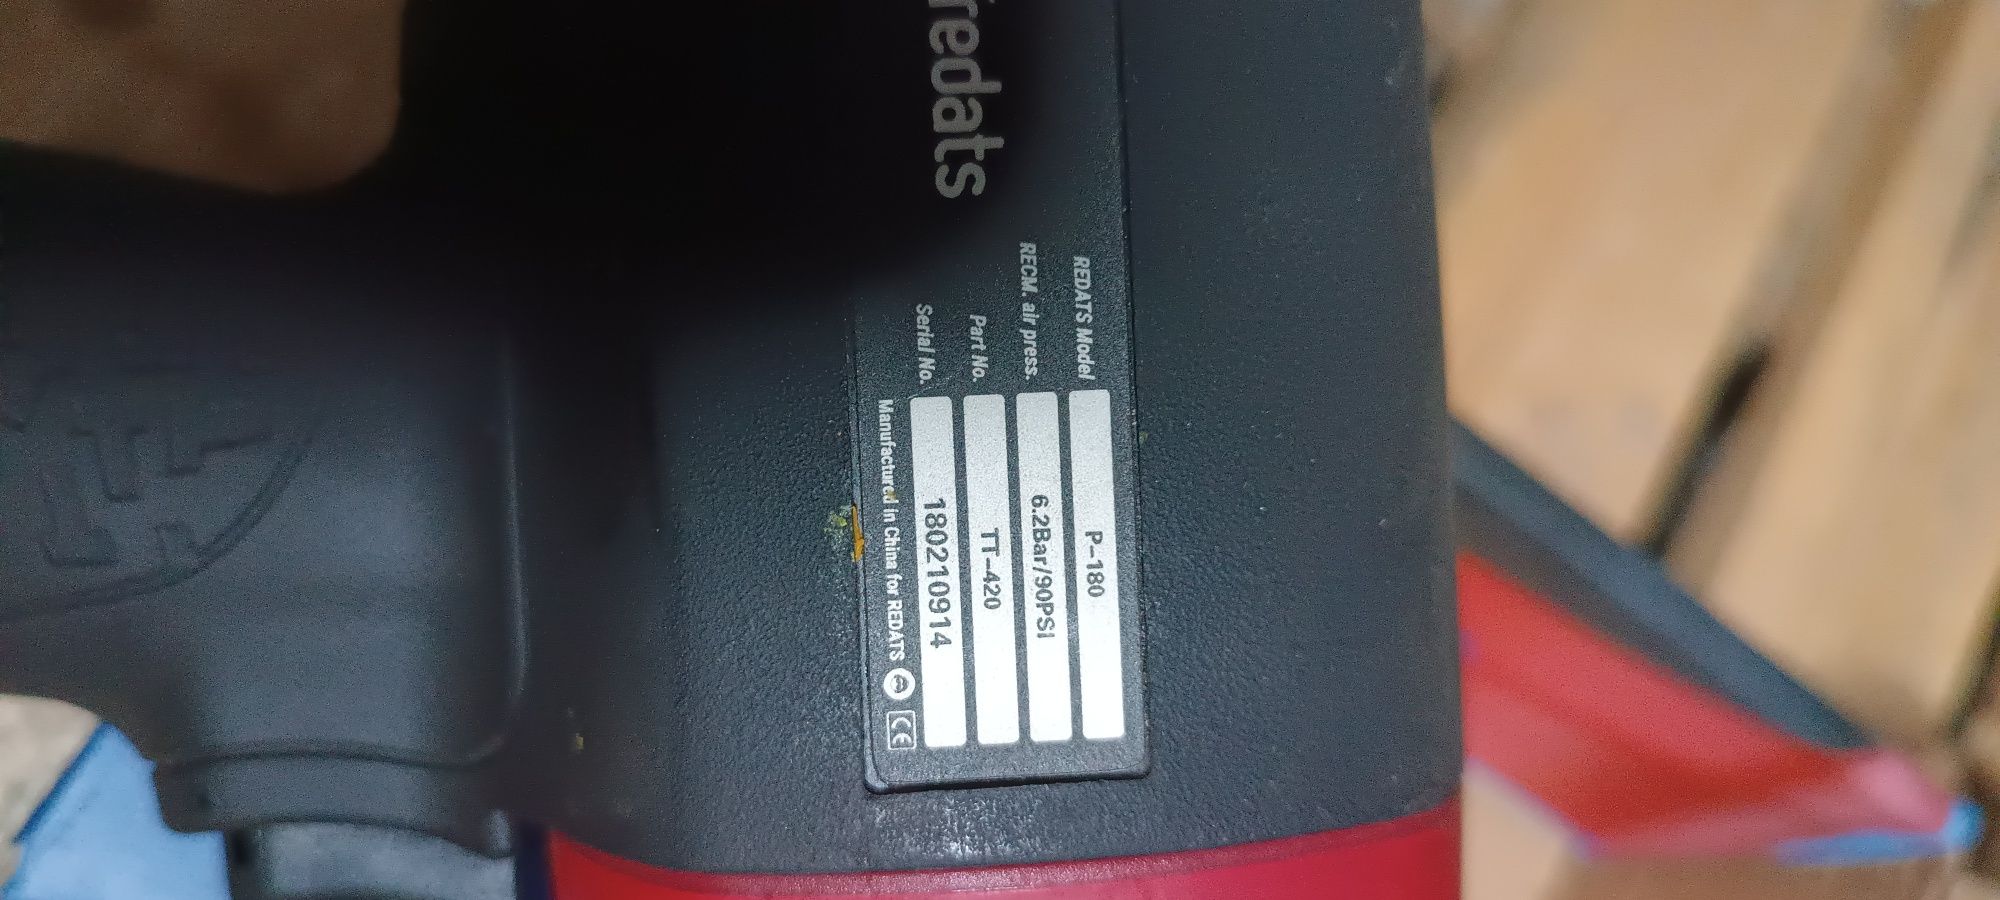 redats
REDATS Model P-180
RECM. air press. 6.2Bar/90PSI
Part No. TT-420
Serial No. 180210914
Manufactured in China for REDATS CE